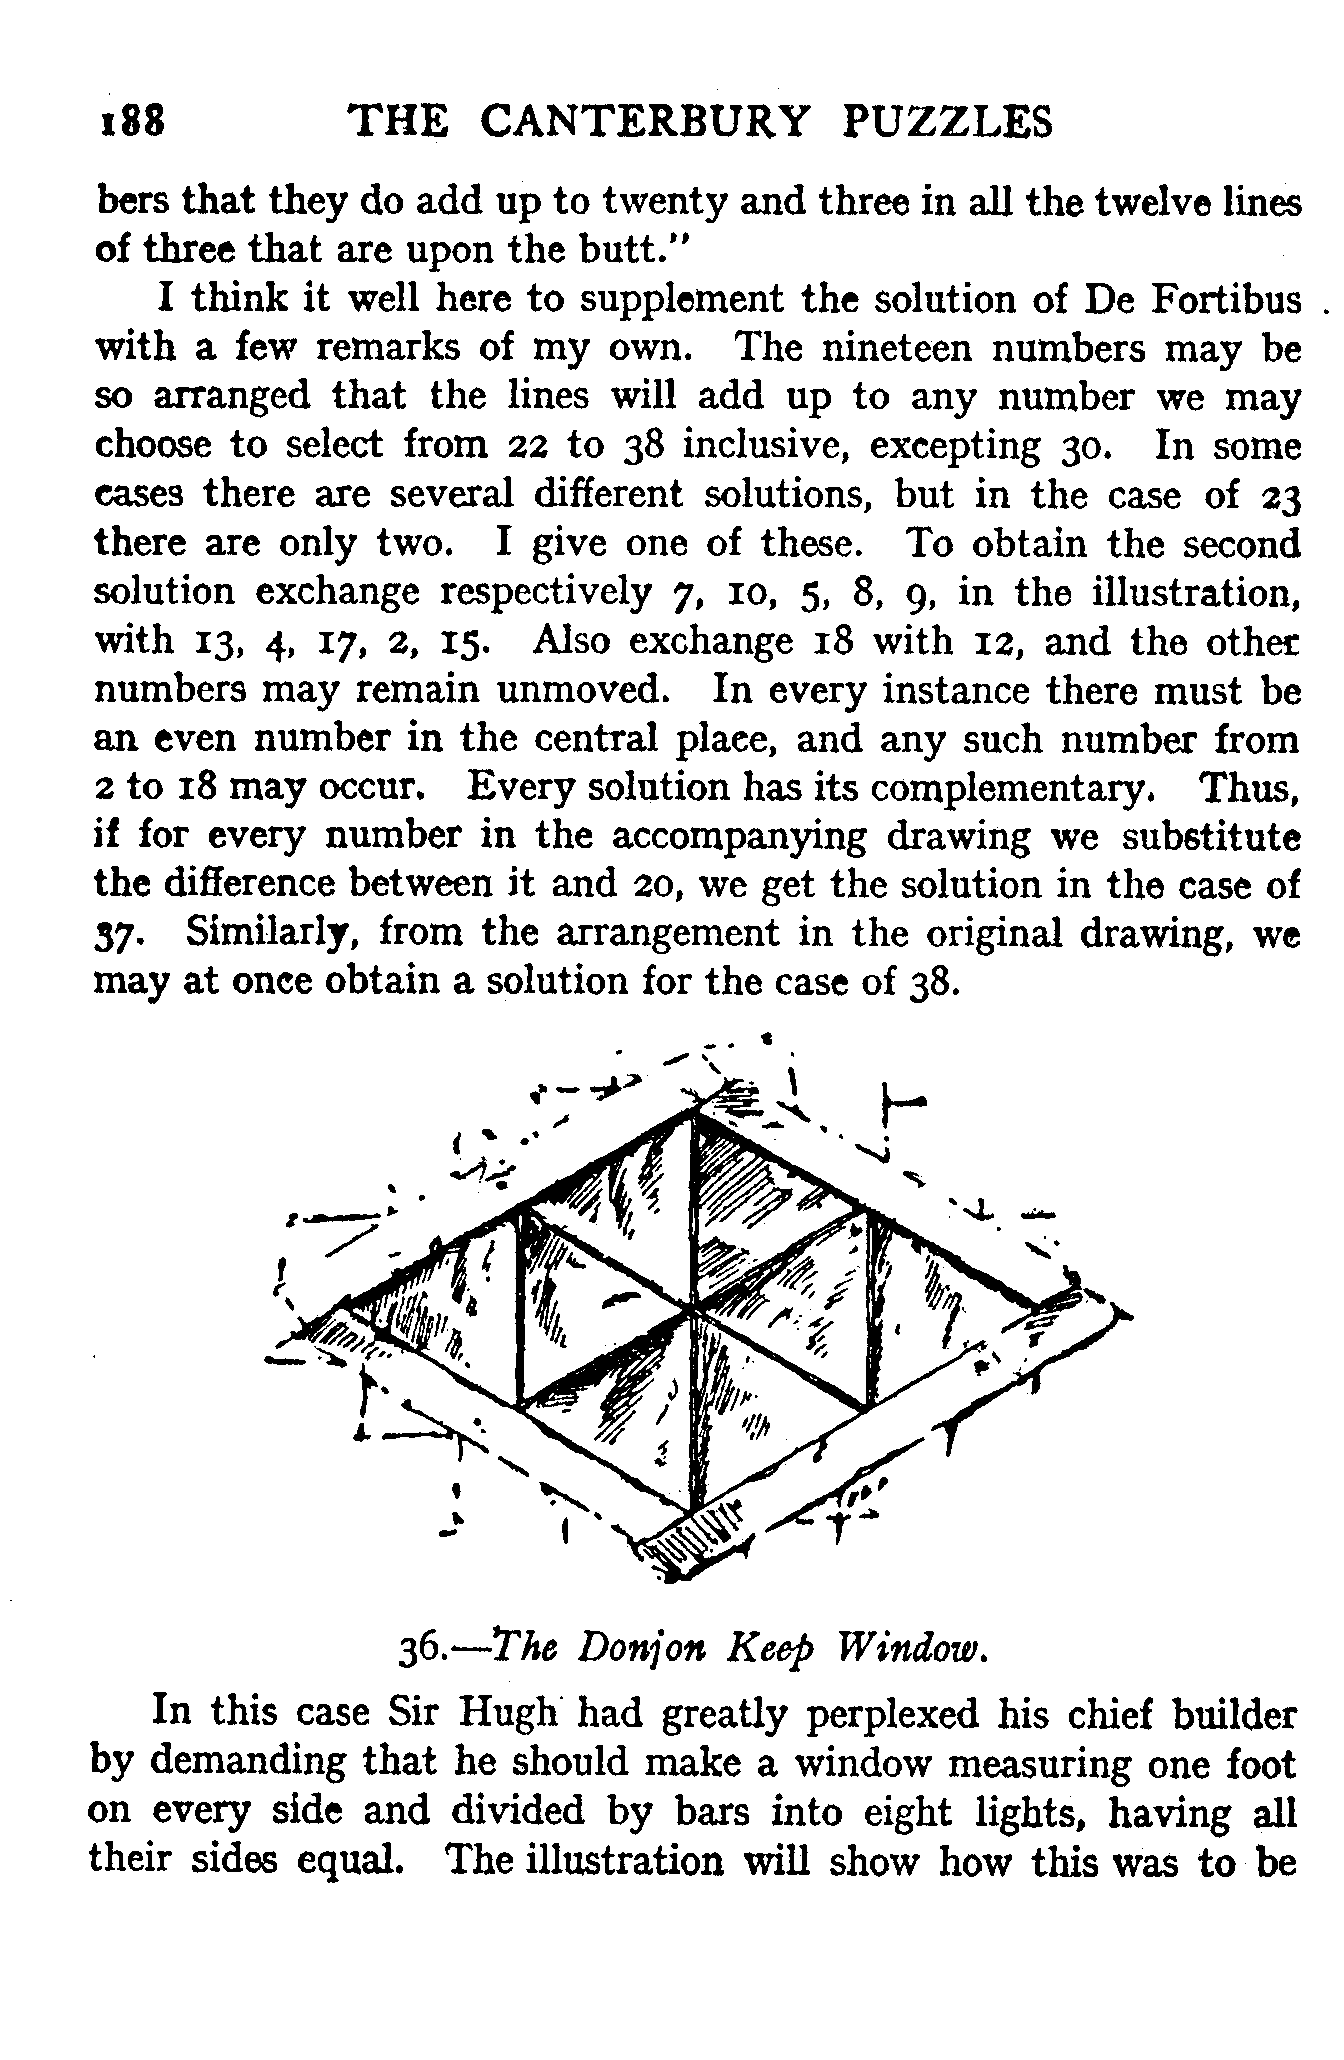 188 THE CANTERBURY PUZZLES
bers that they do add up to twenty and three in all the twelve lines
of three that are upon the butt."
I think it well here to supplement the solution of De Fortibus
with a few remarks of my own. The nineteen numbers may be
so arranged that the lines will add up to any number we may
choose to select from 22 to 38 inclusive, excepting 30. In some
cases there are several different solutions, but in the case of 23
there are only two. I give one of these. To obtain the second
solution exchange respectively 7, 10, 5, 8, 9, in the illustration,
with 13, 4, 17, 2, 15. Also exchange 18 with 12, and the other
numbers may remain unmoved. In every instance there must be
an even number in the central place, and any such number from
2 to 18 may occur. Every solution has its complementary. Thus,
if for every number in the accompanying drawing we substitute
the difference between it and 20, we get the solution in the case of
37. Similarly, from the arrangement in the original drawing, we
may at once obtain a solution for the case of 38.
36.—The Donjon Keep Window.
In this case Sir Hugh had greatly perplexed his chief builder
by demanding that he should make a window measuring one foot
on every side and divided by bars into eight lights, having all
their sides equal. The illustration will show how this was to be